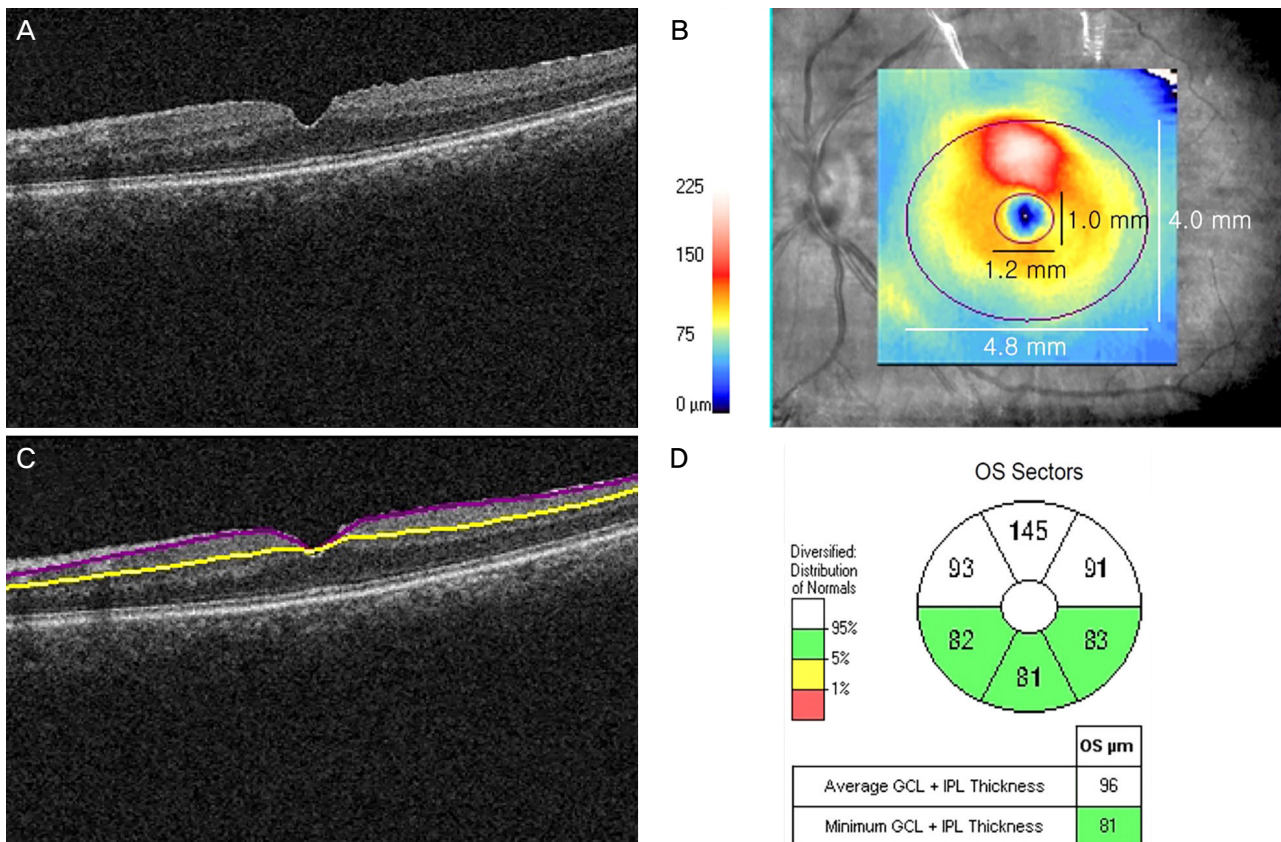 A
B
225
150
75
0 µm
1.0 mm
4.0 mm
1.2 mm
4.8 mm
C
D
OS Sectors
Diversified:
Distribution
of Normals
95%
5%
1%
145
93
91
82
83
81
OS µm
Average GCL + IPL Thickness
96
Minimum GCL + IPL Thickness
81